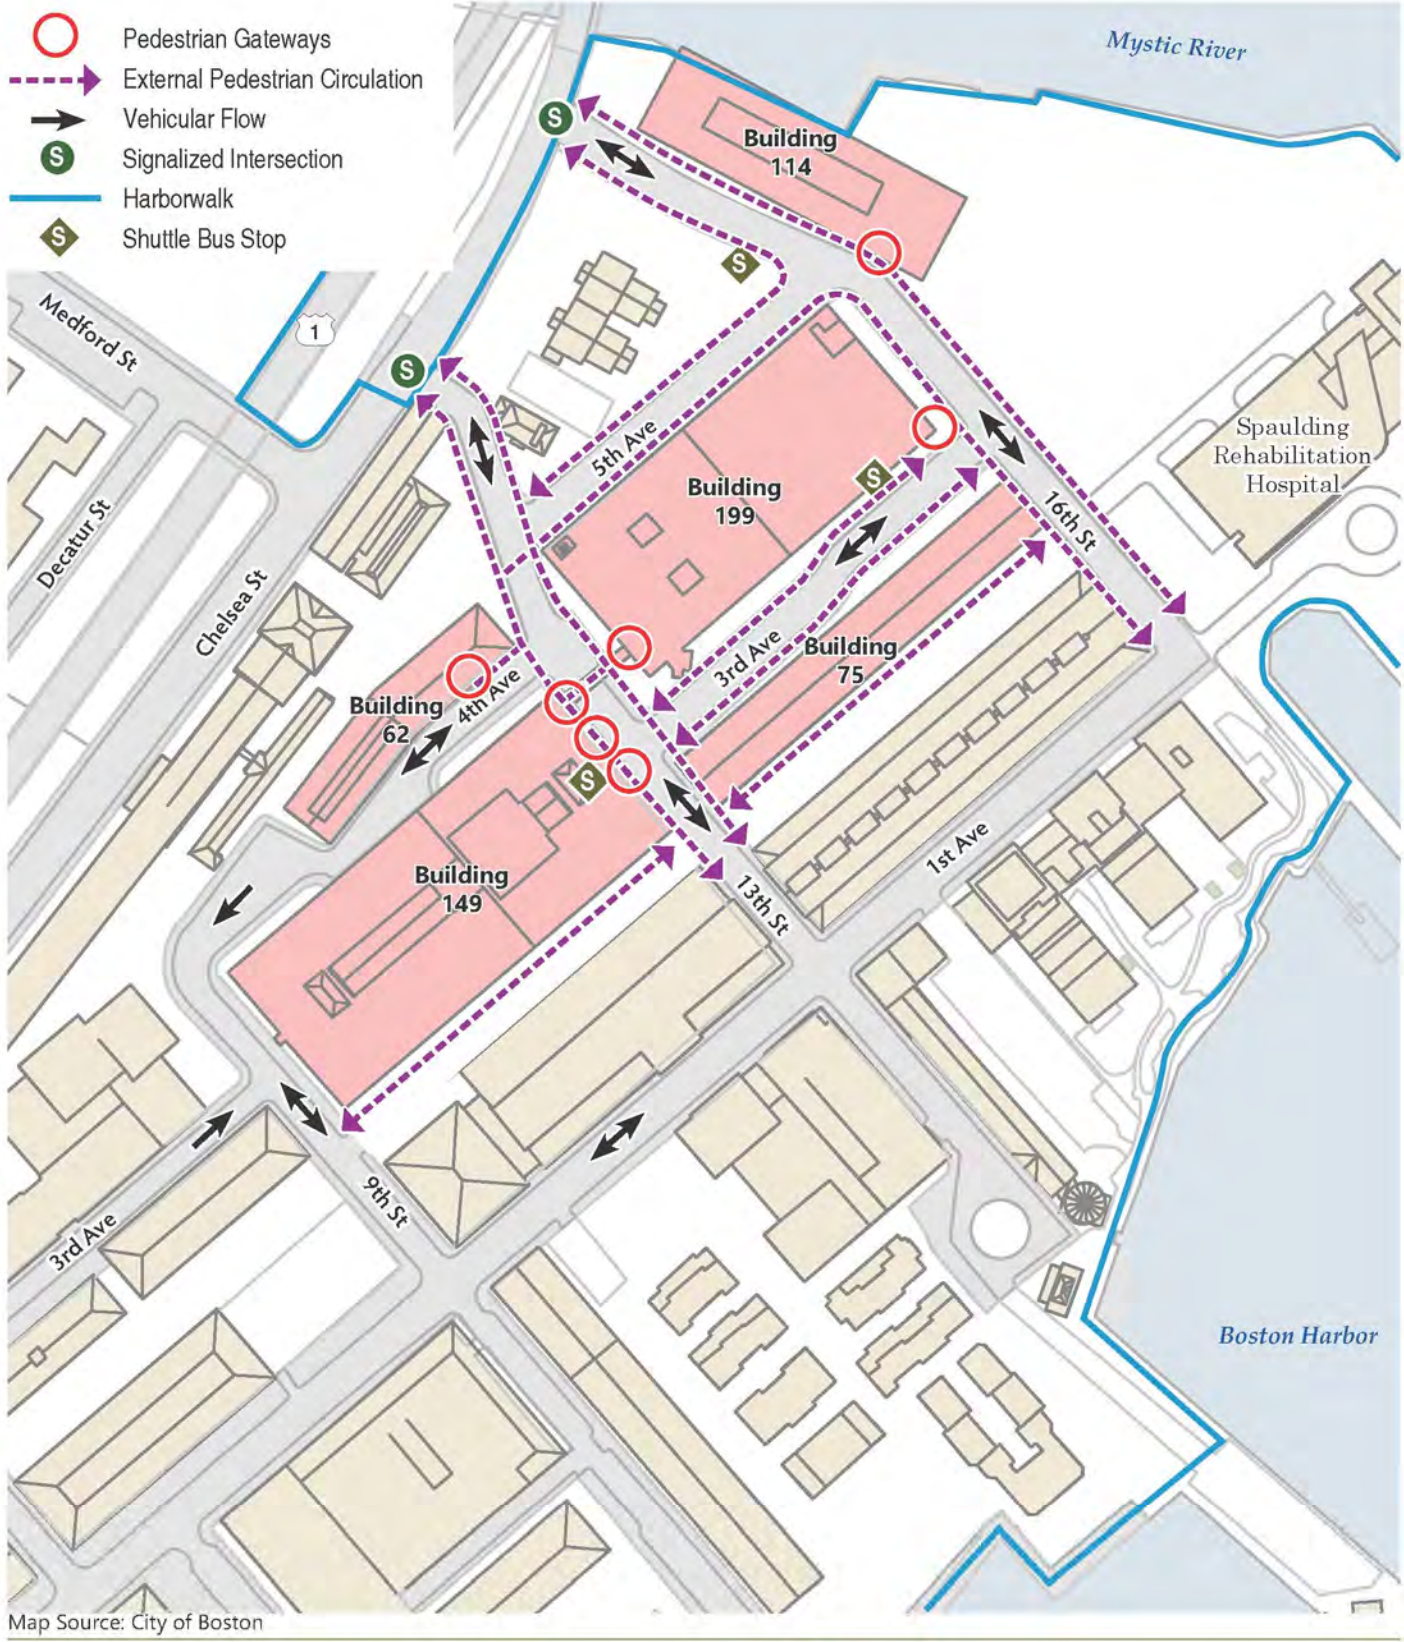 Pedestrian Gateways
External Pedestrian Circulation
Vehicular Flow
S
Signalized Intersection
Harborwalk
S
Shuttle Bus Stop
Mystic River
S
Building
114
S
Medford St
1
S
5th Ave
Spaulding
Rehabilitation
Hospital
S
Building
199
16th St
Decatur St
Chelsea St
3rd Ave
Building
75
4th Ave
Building
62
S
1st Ave
Building
149
13th St
9th St
3rd Ave
Boston Harbor
Map Source: City of Boston